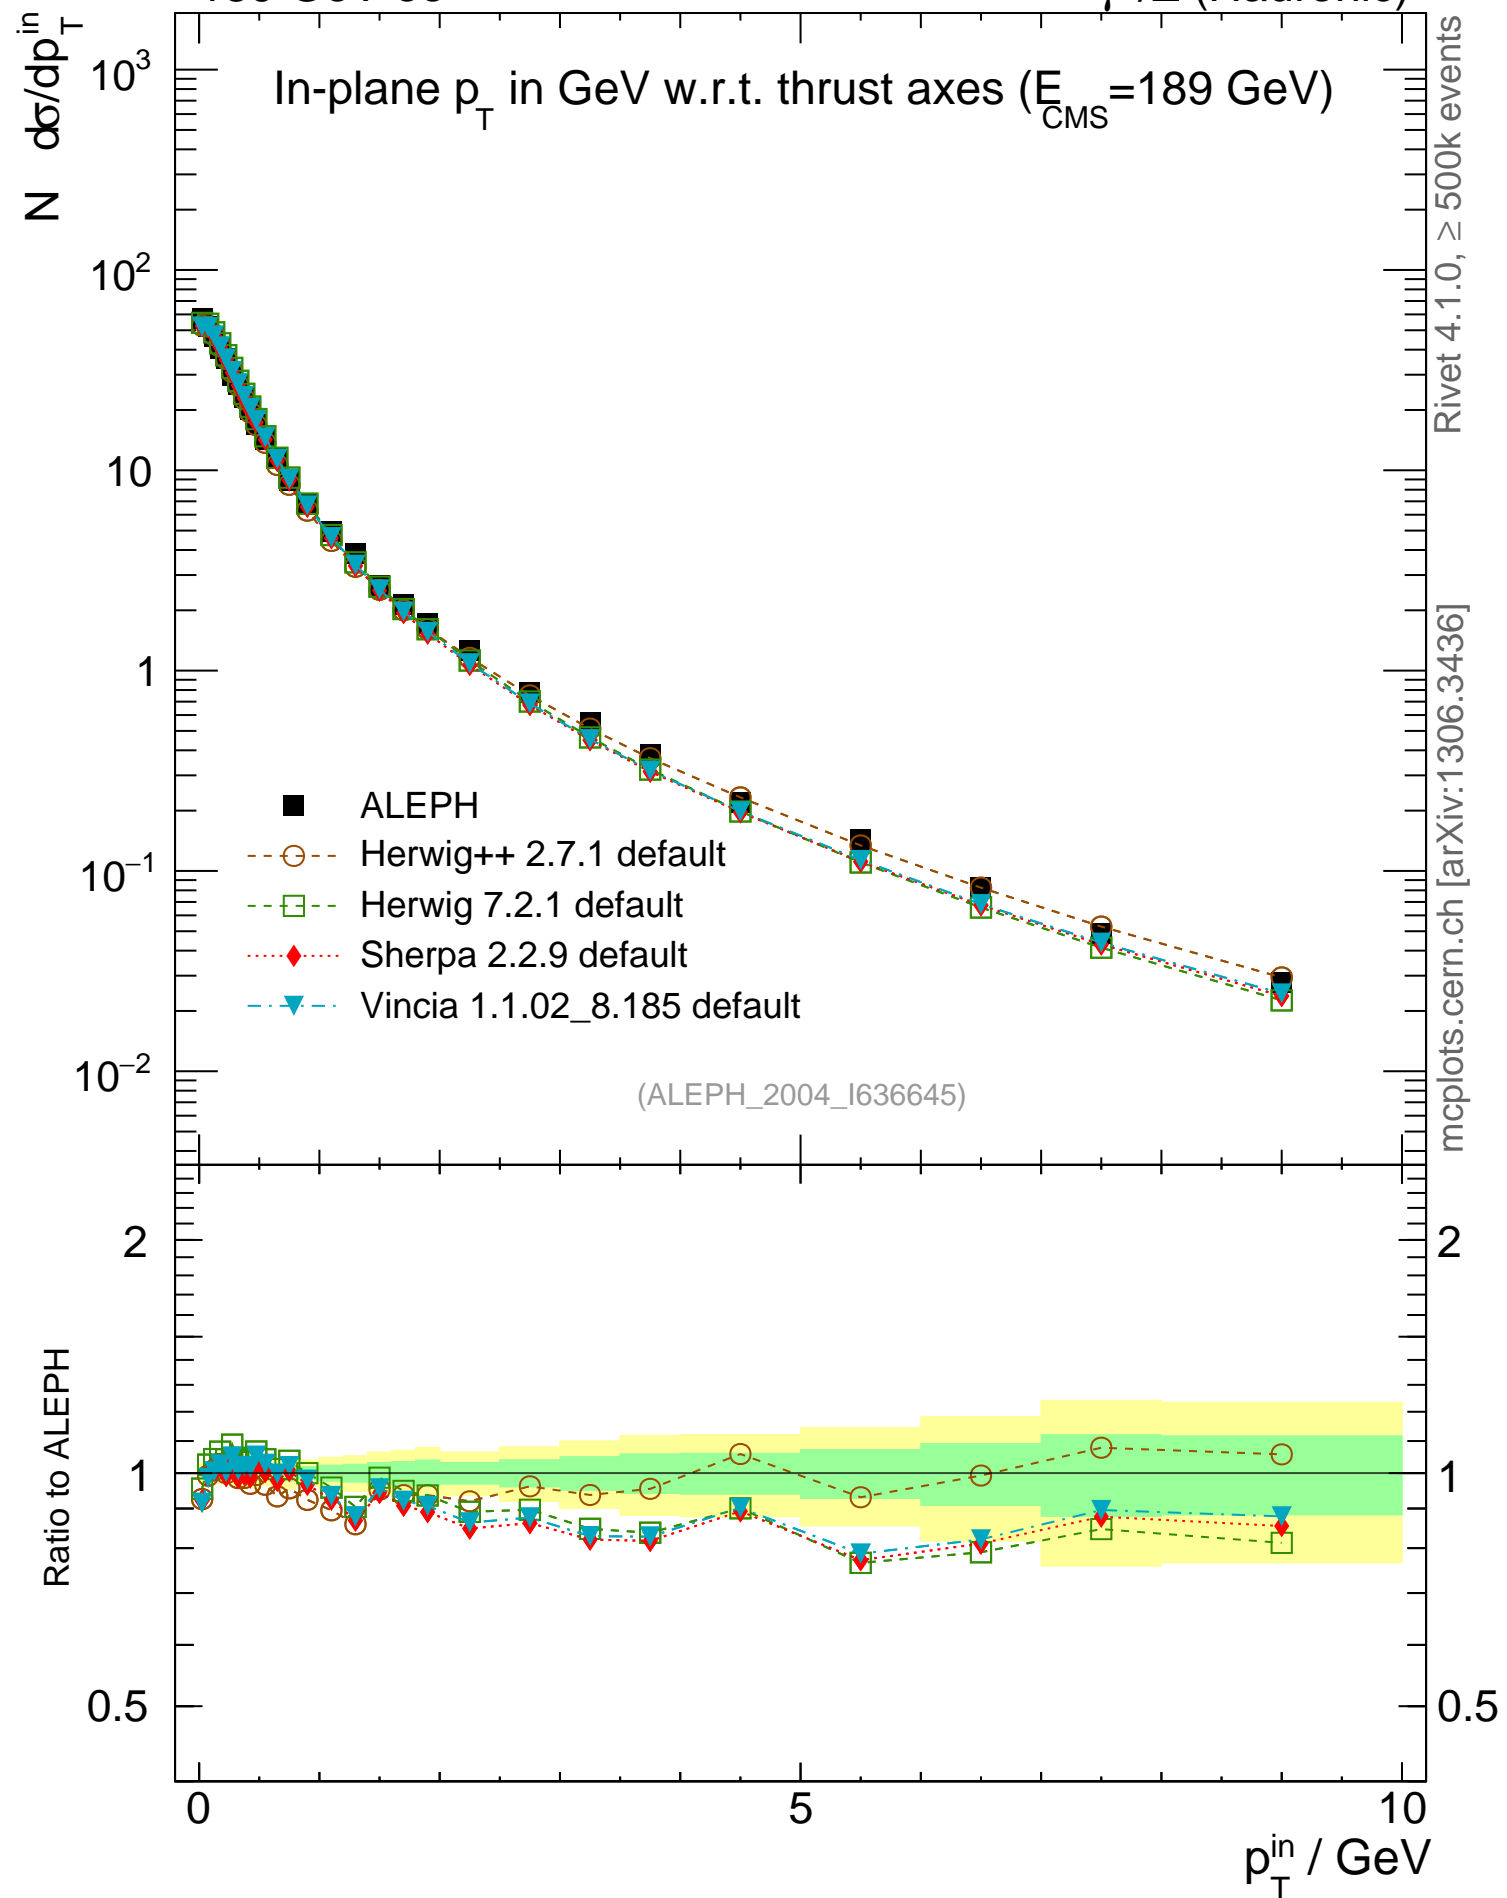 In-plane p_T in GeV w.r.t. thrust axes (E_CMS=189 GeV)
N dσ/dp_T^in
10^3
10^2
10
1
10^−1
10^−2
ALEPH
Herwig++ 2.7.1 default
Herwig 7.2.1 default
Sherpa 2.2.9 default
Vincia 1.1.02_8.185 default
(ALEPH_2004_I636645)
Rivet 4.1.0, ≥ 500k events
mcplots.cern.ch [arXiv:1306.3436]
Ratio to ALEPH
2
1
0.5
2
1
0.5
0
5
10
p_T^in / GeV